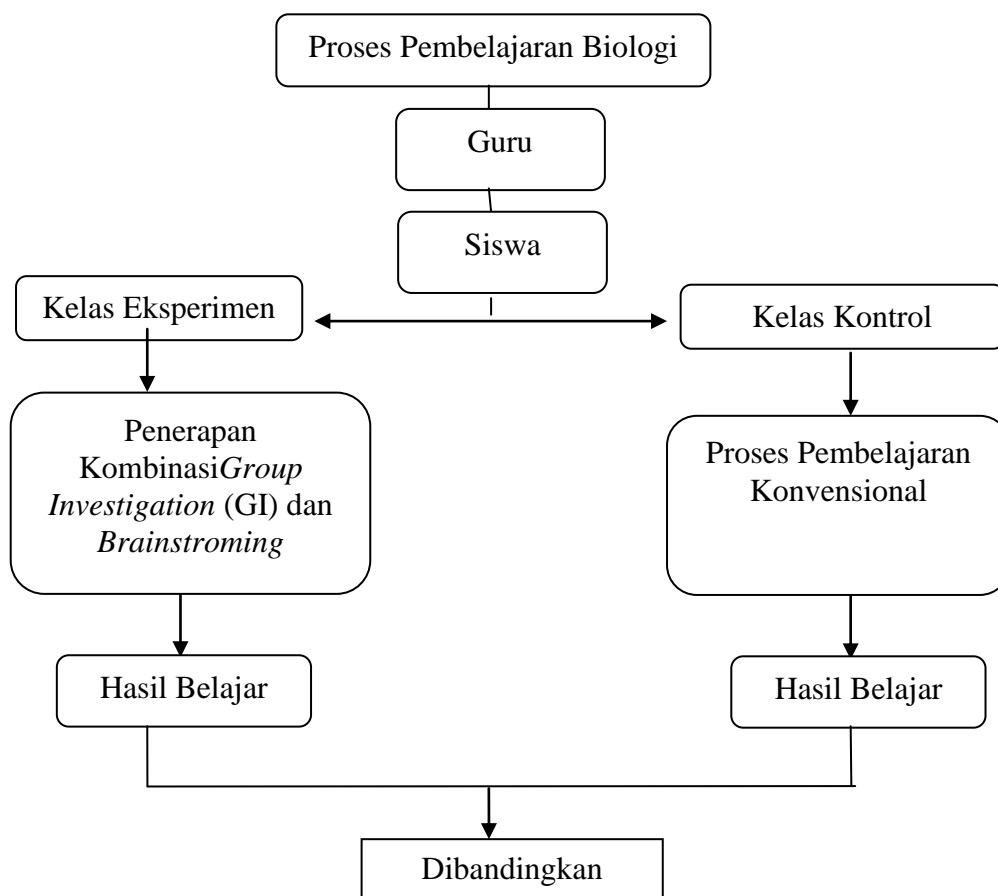 Proses Pembelajaran Biologi
Guru
Siswa
Kelas Eksperimen
Kelas Kontrol
Penerapan
KombinasiGroup
Investigation (GI) dan
Brainstroming
Proses Pembelajaran
Konvensional
Hasil Belajar
Hasil Belajar
Dibandingkan